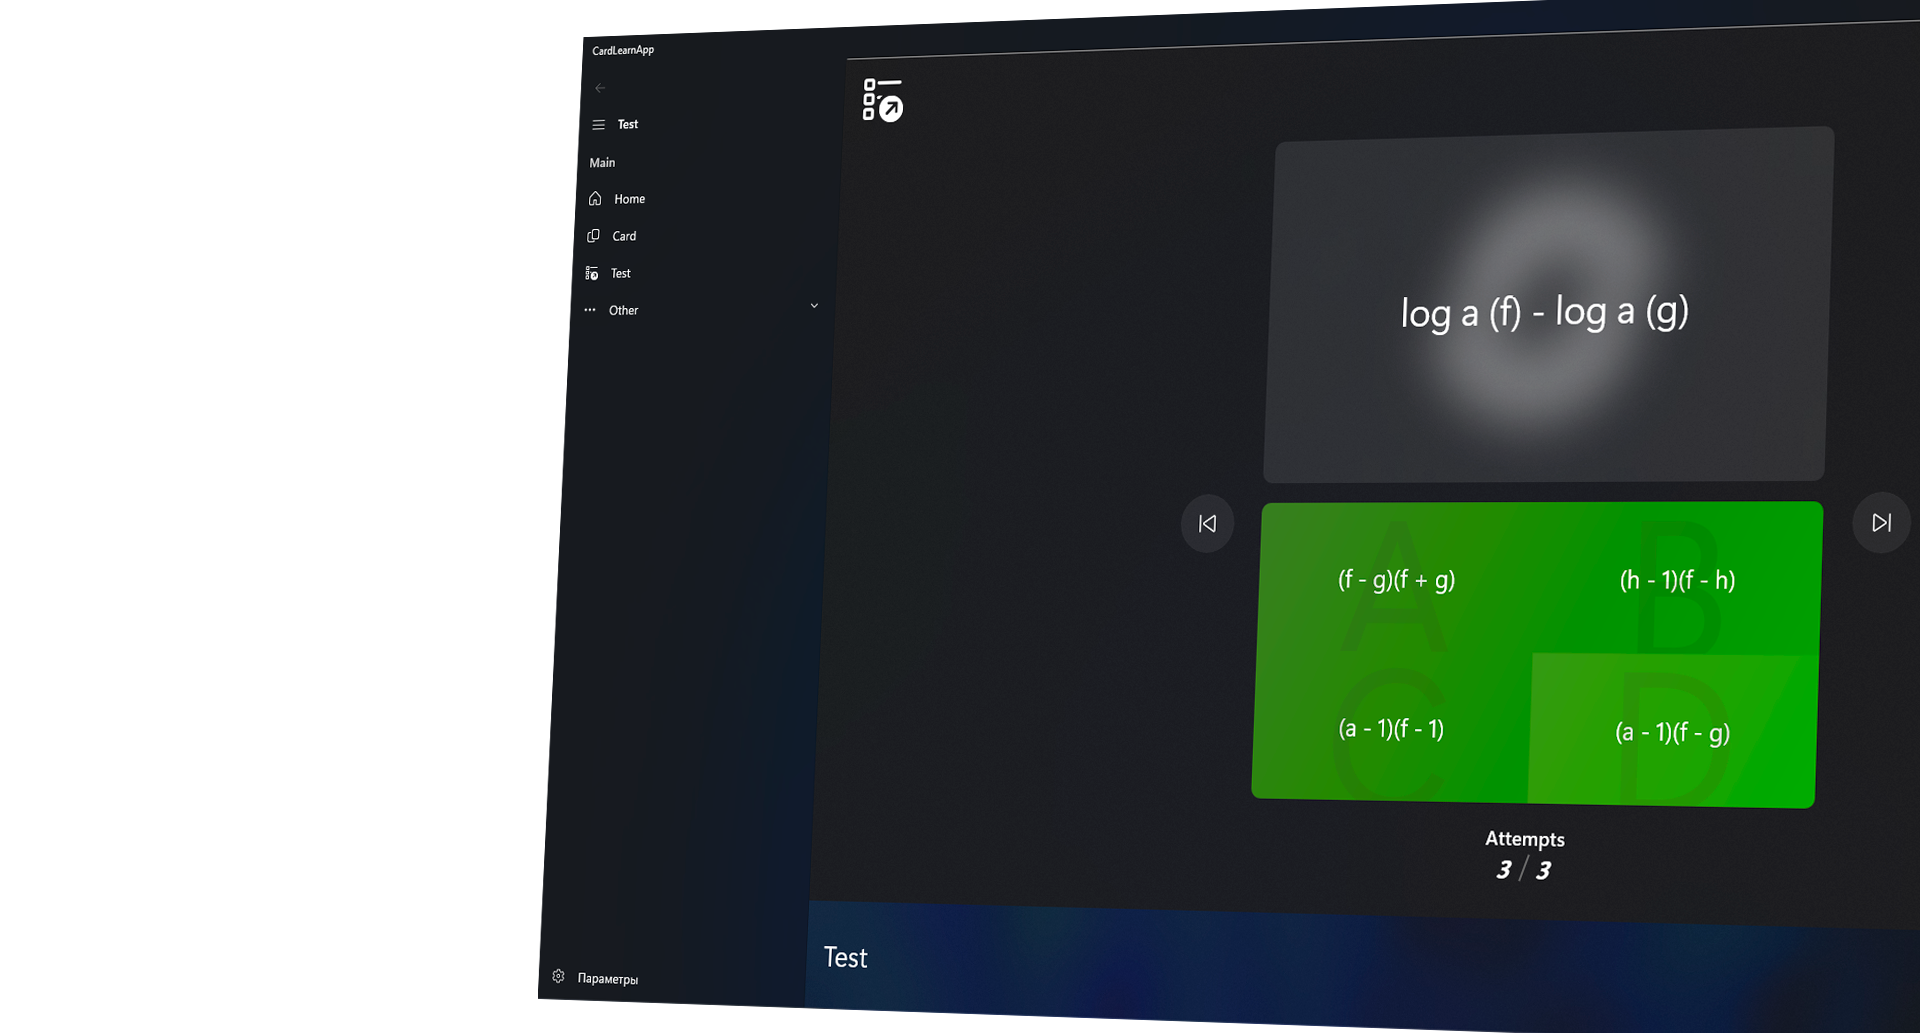 CardLearnApp
Test
Main
Home
Card
Test
Other
Параметры
log a (f) - log a (g)
A
(f - g)(f + g)
B
(h - 1)(f - h)
C
(a - 1)(f - 1)
D
(a - 1)(f - g)
Attempts
3 / 3
Test